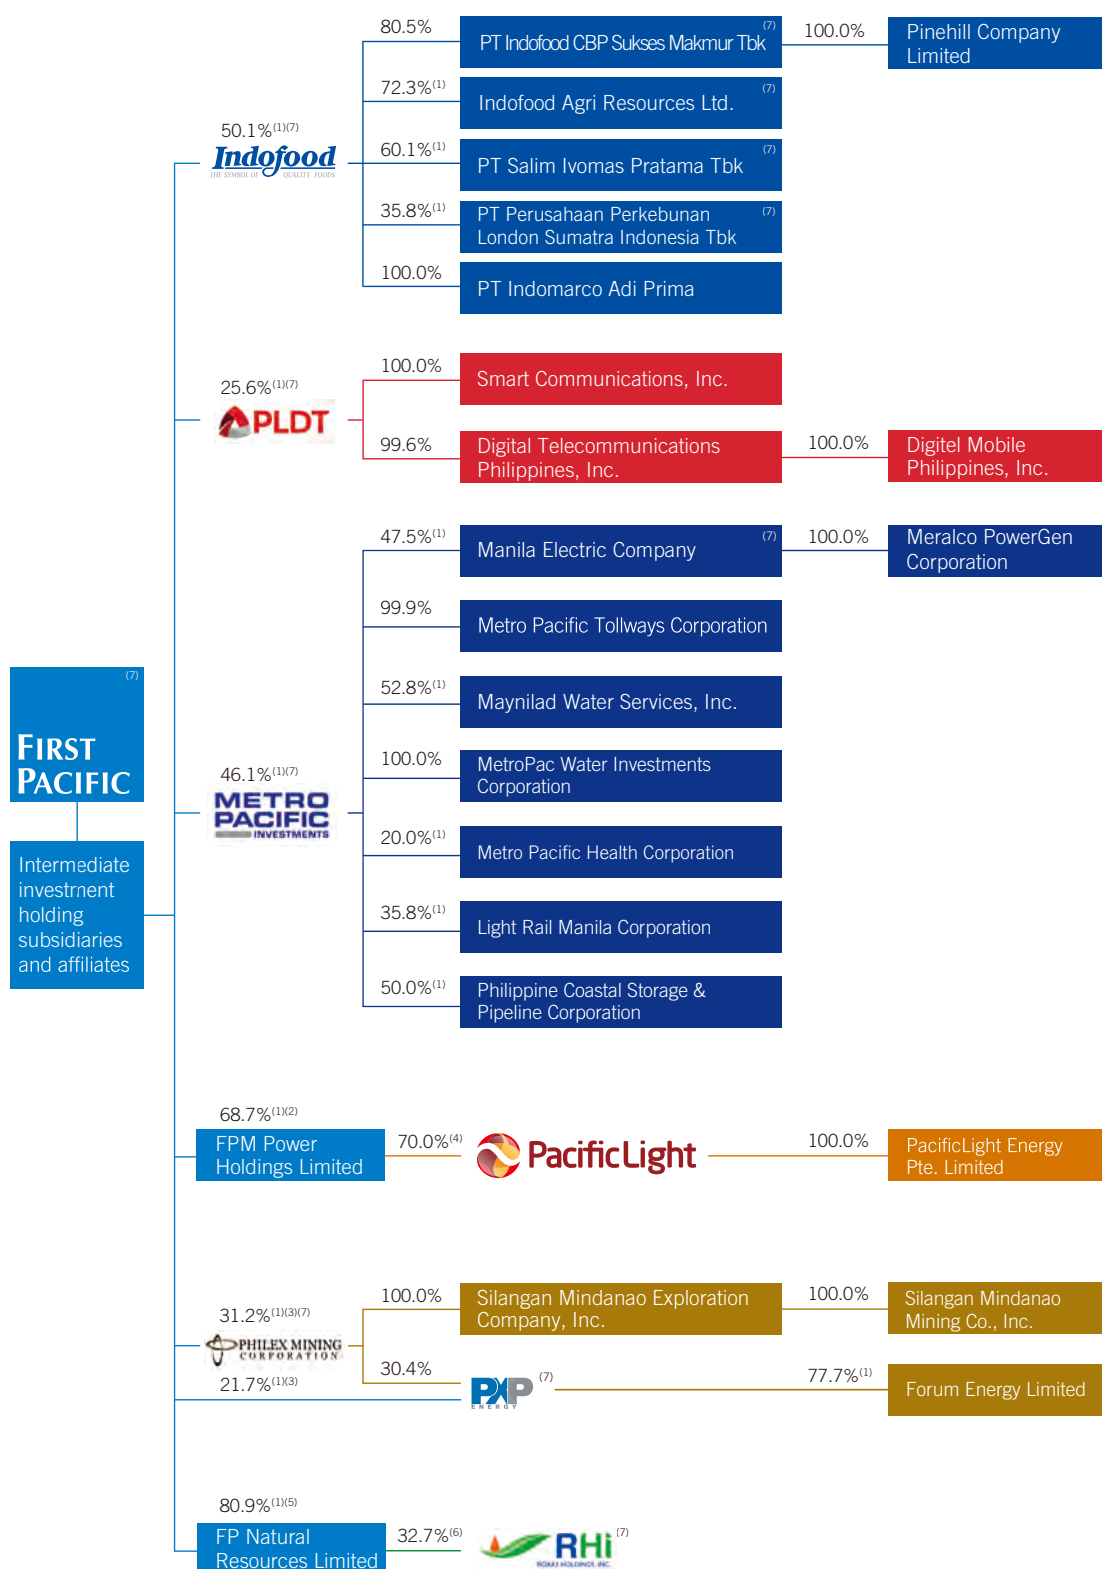 80.5%
PT Indofood CBP Sukses Makmur Tbk (7)
100.0%
Pinehill Company
Limited
72.3%(1)
Indofood Agri Resources Ltd. (7)
50.1%(1)(7)
Indofood
THE SYMBOL OF QUALITY FOODS
60.1%(1)
PT Salim Ivomas Pratama Tbk (7)
35.8%(1)
PT Perusahaan Perkebunan (7)
London Sumatra Indonesia Tbk
100.0%
PT Indomarco Adi Prima
25.6%(1)(7)
PLDT
100.0%
Smart Communications, Inc.
99.6%
Digital Telecommunications
Philippines, Inc.
100.0%
Digitel Mobile
Philippines, Inc.
47.5%(1)
Manila Electric Company (7)
100.0%
Meralco PowerGen
Corporation
99.9%
Metro Pacific Tollways Corporation
52.8%(1)
Maynilad Water Services, Inc.
(7)
FIRST
PACIFIC
46.1%(1)(7)
METRO
PACIFIC
INVESTMENTS
100.0%
MetroPac Water Investments
Corporation
20.0%(1)
Metro Pacific Health Corporation
Intermediate
investment
holding
subsidiaries
and affiliates
35.8%(1)
Light Rail Manila Corporation
50.0%(1)
Philippine Coastal Storage &
Pipeline Corporation
68.7%(1)(2)
FPM Power
Holdings Limited
70.0%(4)
PacificLight
100.0%
PacificLight Energy
Pte. Limited
31.2%(1)(3)(7)
PHILEX MINING
CORPORATION
100.0%
Silangan Mindanao Exploration
Company, Inc.
100.0%
Silangan Mindanao
Mining Co., Inc.
21.7%(1)(3)
30.4%
PXP (7)
ENERGY
77.7%(1)
Forum Energy Limited
80.9%(1)(5)
FP Natural
Resources Limited
32.7%(6)
RHI (7)
ROXAS HOLDINGS, INC.